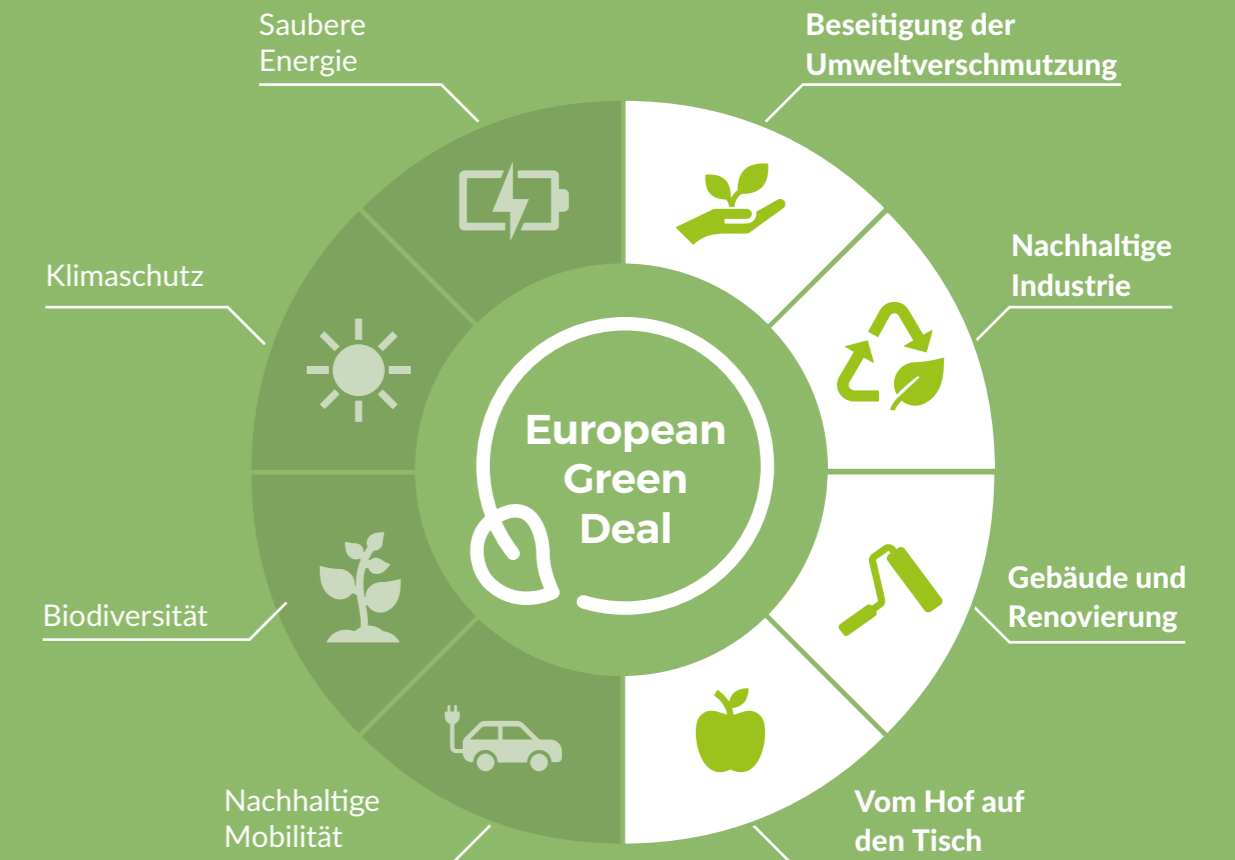 Saubere
Energie
Beseitigung der
Umweltverschmutzung
Klimaschutz
Nachhaltige
Industrie
European
Green
Deal
Biodiversität
Gebäude und
Renovierung
Nachhaltige
Mobilität
Vom Hof auf
den Tisch